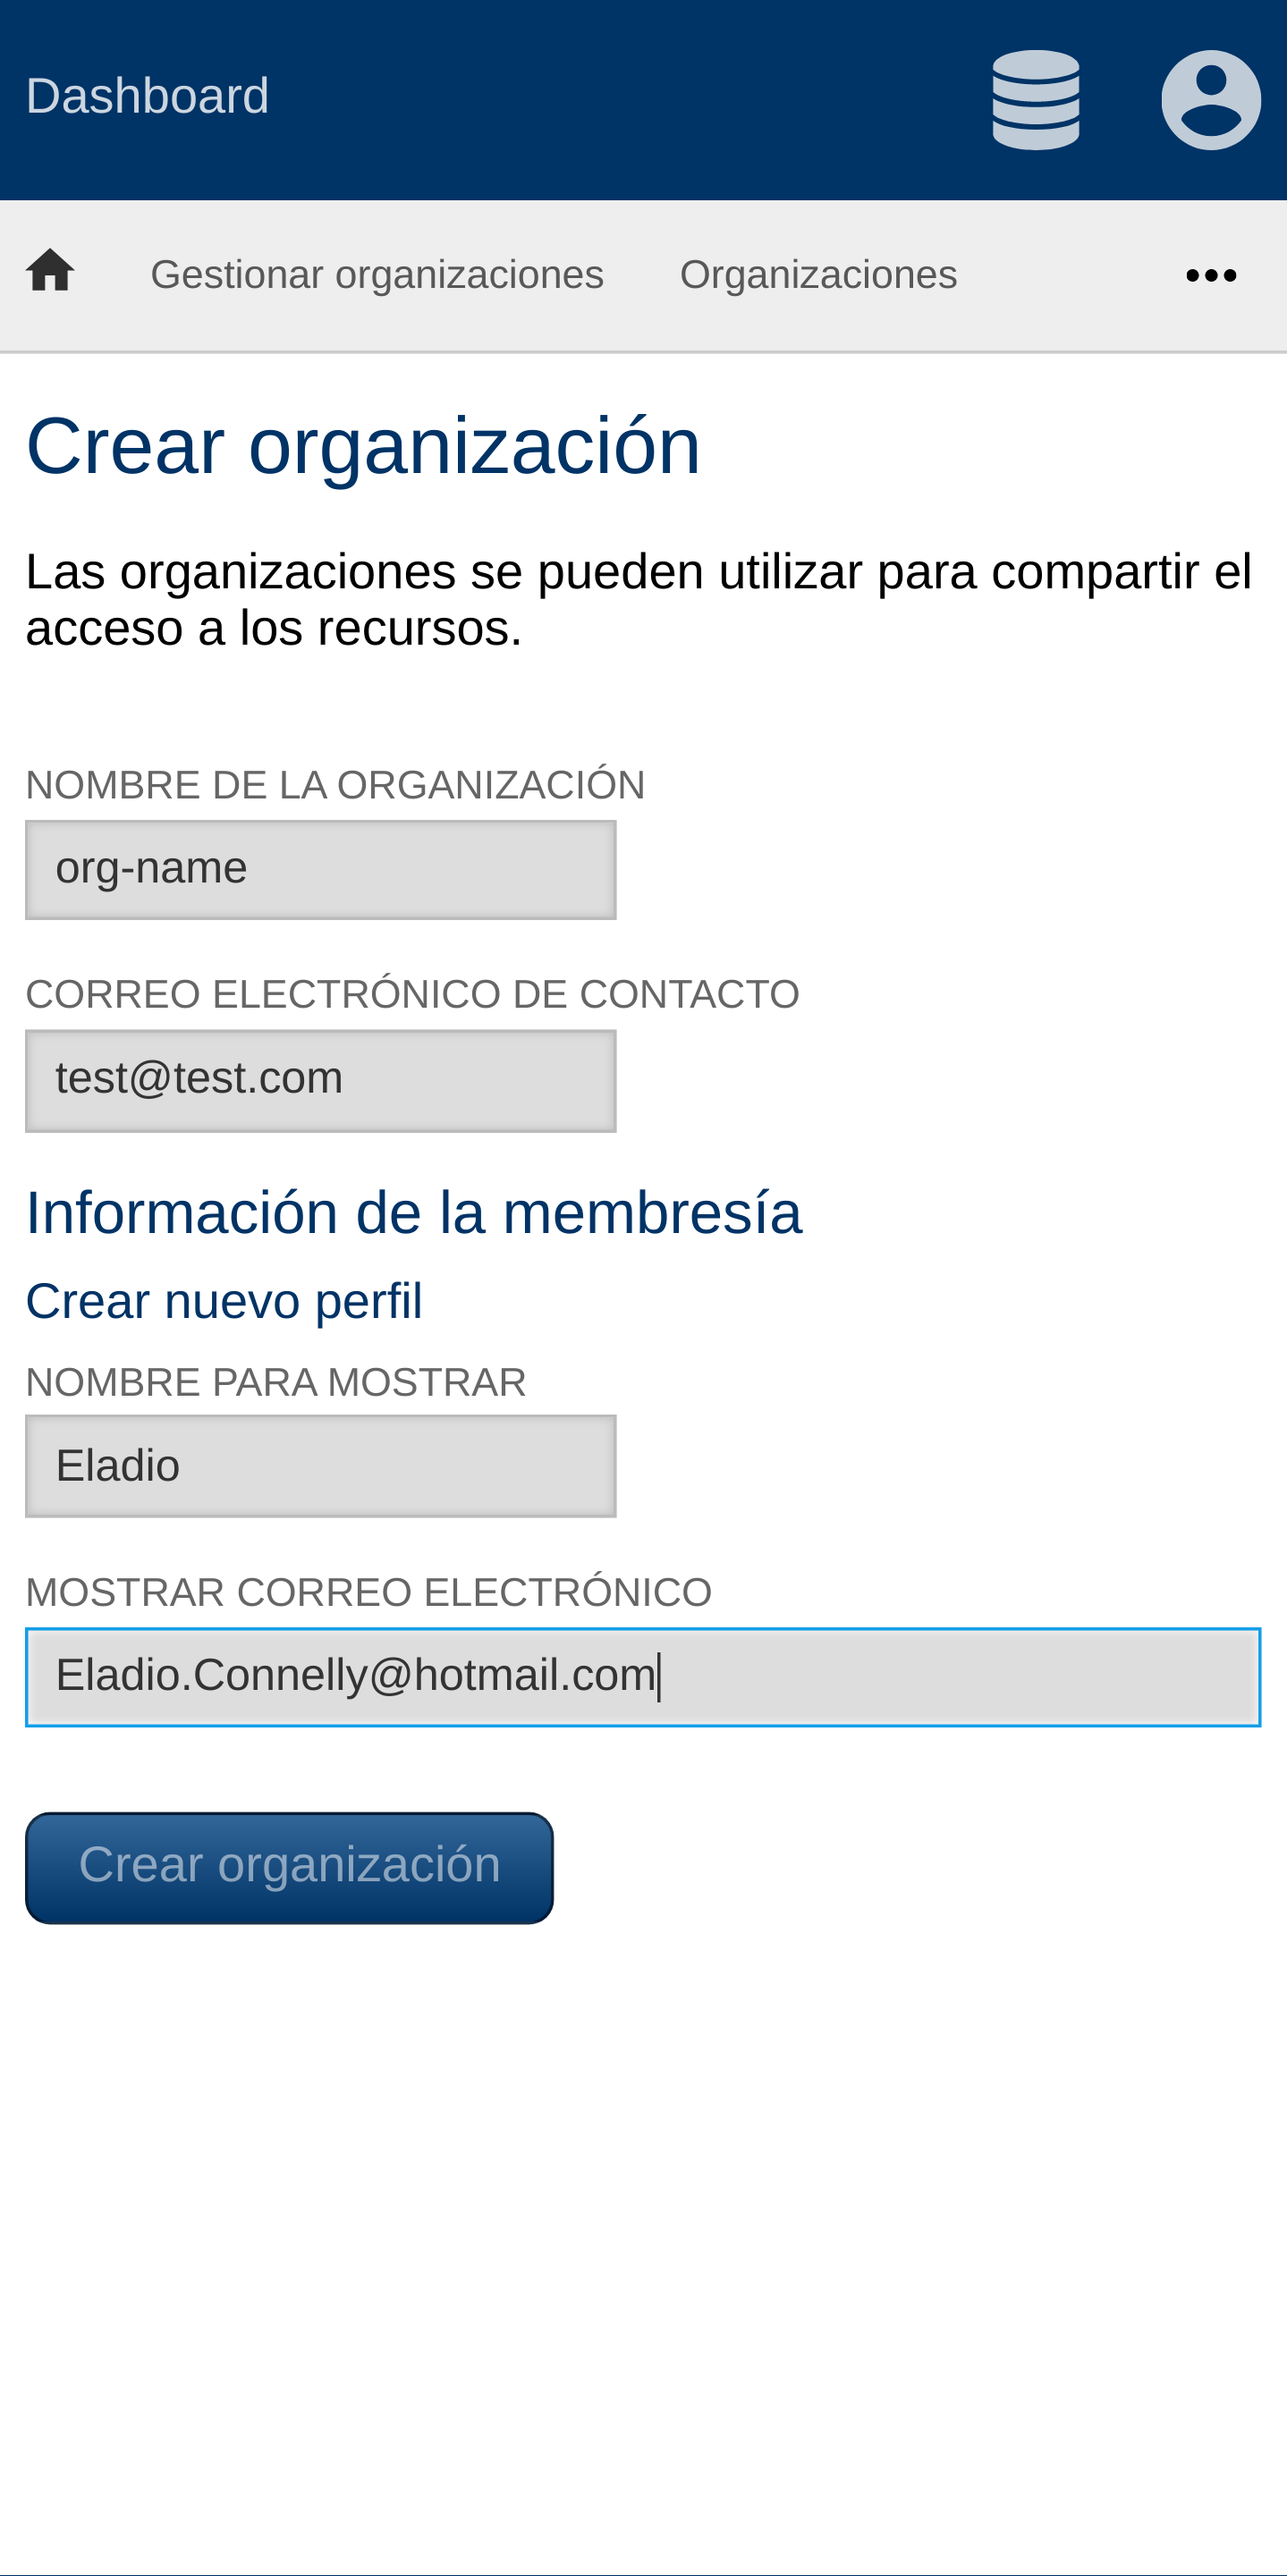 Dashboard
Gestionar organizaciones Organizaciones
Crear organización
Las organizaciones se pueden utilizar para compartir el
acceso a los recursos.
NOMBRE DE LA ORGANIZACIÓN
org-name
CORREO ELECTRÓNICO DE CONTACTO
test@test.com
Información de la membresía
Crear nuevo perfil
NOMBRE PARA MOSTRAR
Eladio
MOSTRAR CORREO ELECTRÓNICO
Eladio.Connelly@hotmail.com
Crear organización